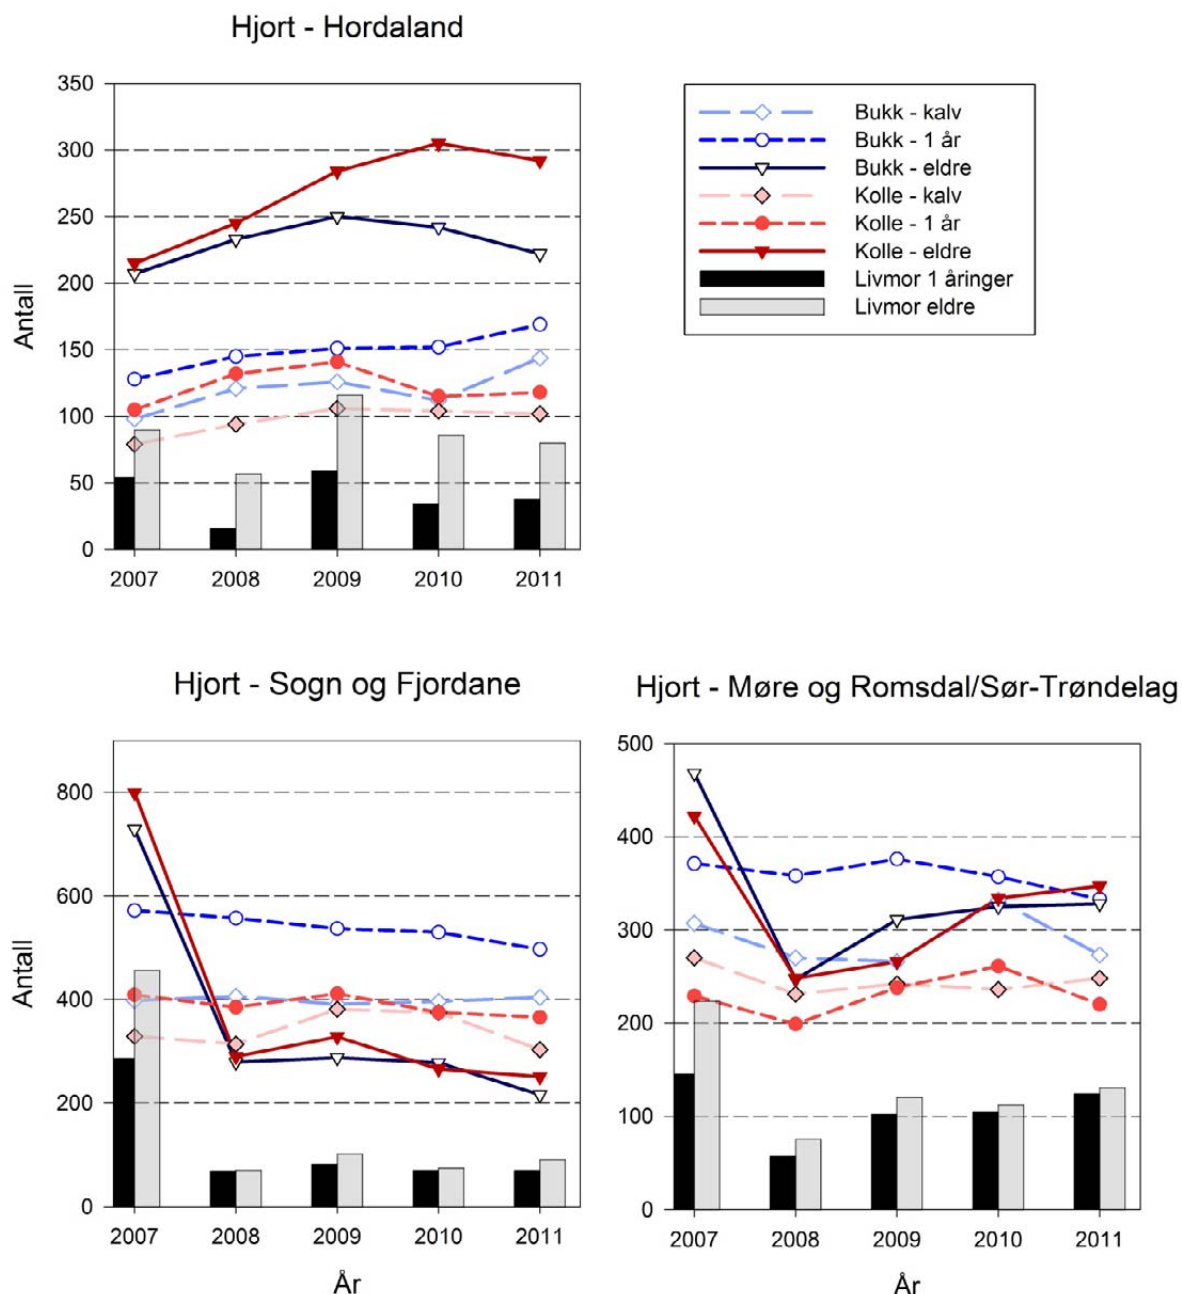 Hjort - Hordaland
350
300
250
200
150
100
50
0
Antall
2007 2008 2009 2010 2011
Bukk - kalv
Bukk - 1 år
Bukk - eldre
Kolle - kalv
Kolle - 1 år
Kolle - eldre
Livmor 1 åringer
Livmor eldre
Hjort - Sogn og Fjordane
800
600
400
200
0
Antall
2007 2008 2009 2010 2011
År
Hjort - Møre og Romsdal/Sør-Trøndelag
500
400
300
200
100
0
2007 2008 2009 2010 2011
År